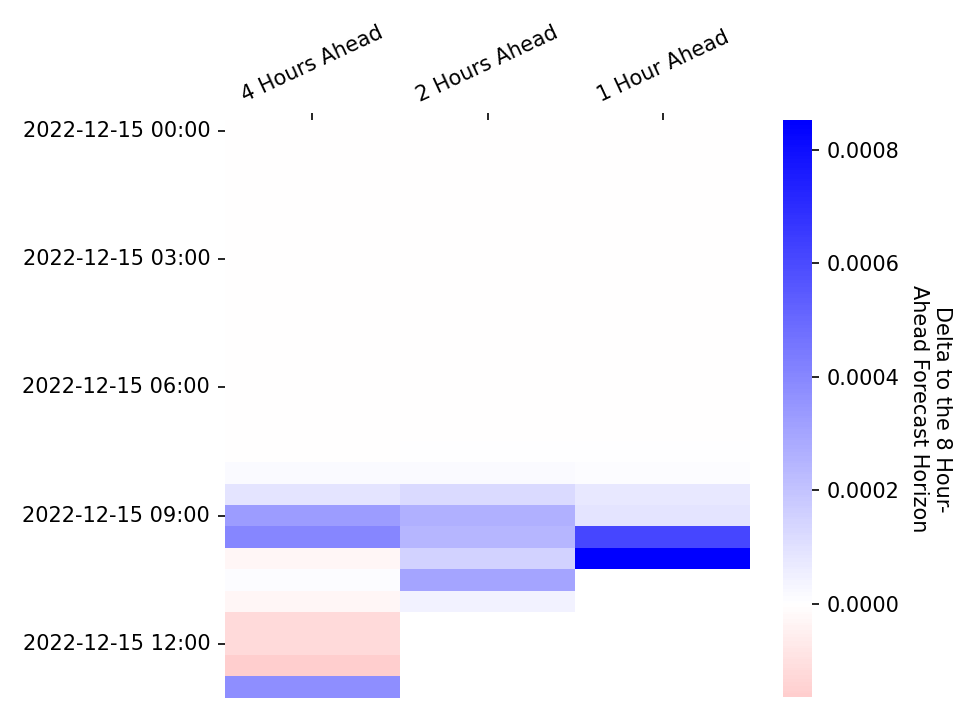 4 Hours Ahead
2 Hours Ahead
1 Hour Ahead
2022-12-15 00:00
2022-12-15 03:00
2022-12-15 06:00
2022-12-15 09:00
2022-12-15 12:00
0.0008
0.0006
0.0004
0.0002
0.0000
Delta to the 8 Hour-
Ahead Forecast Horizon